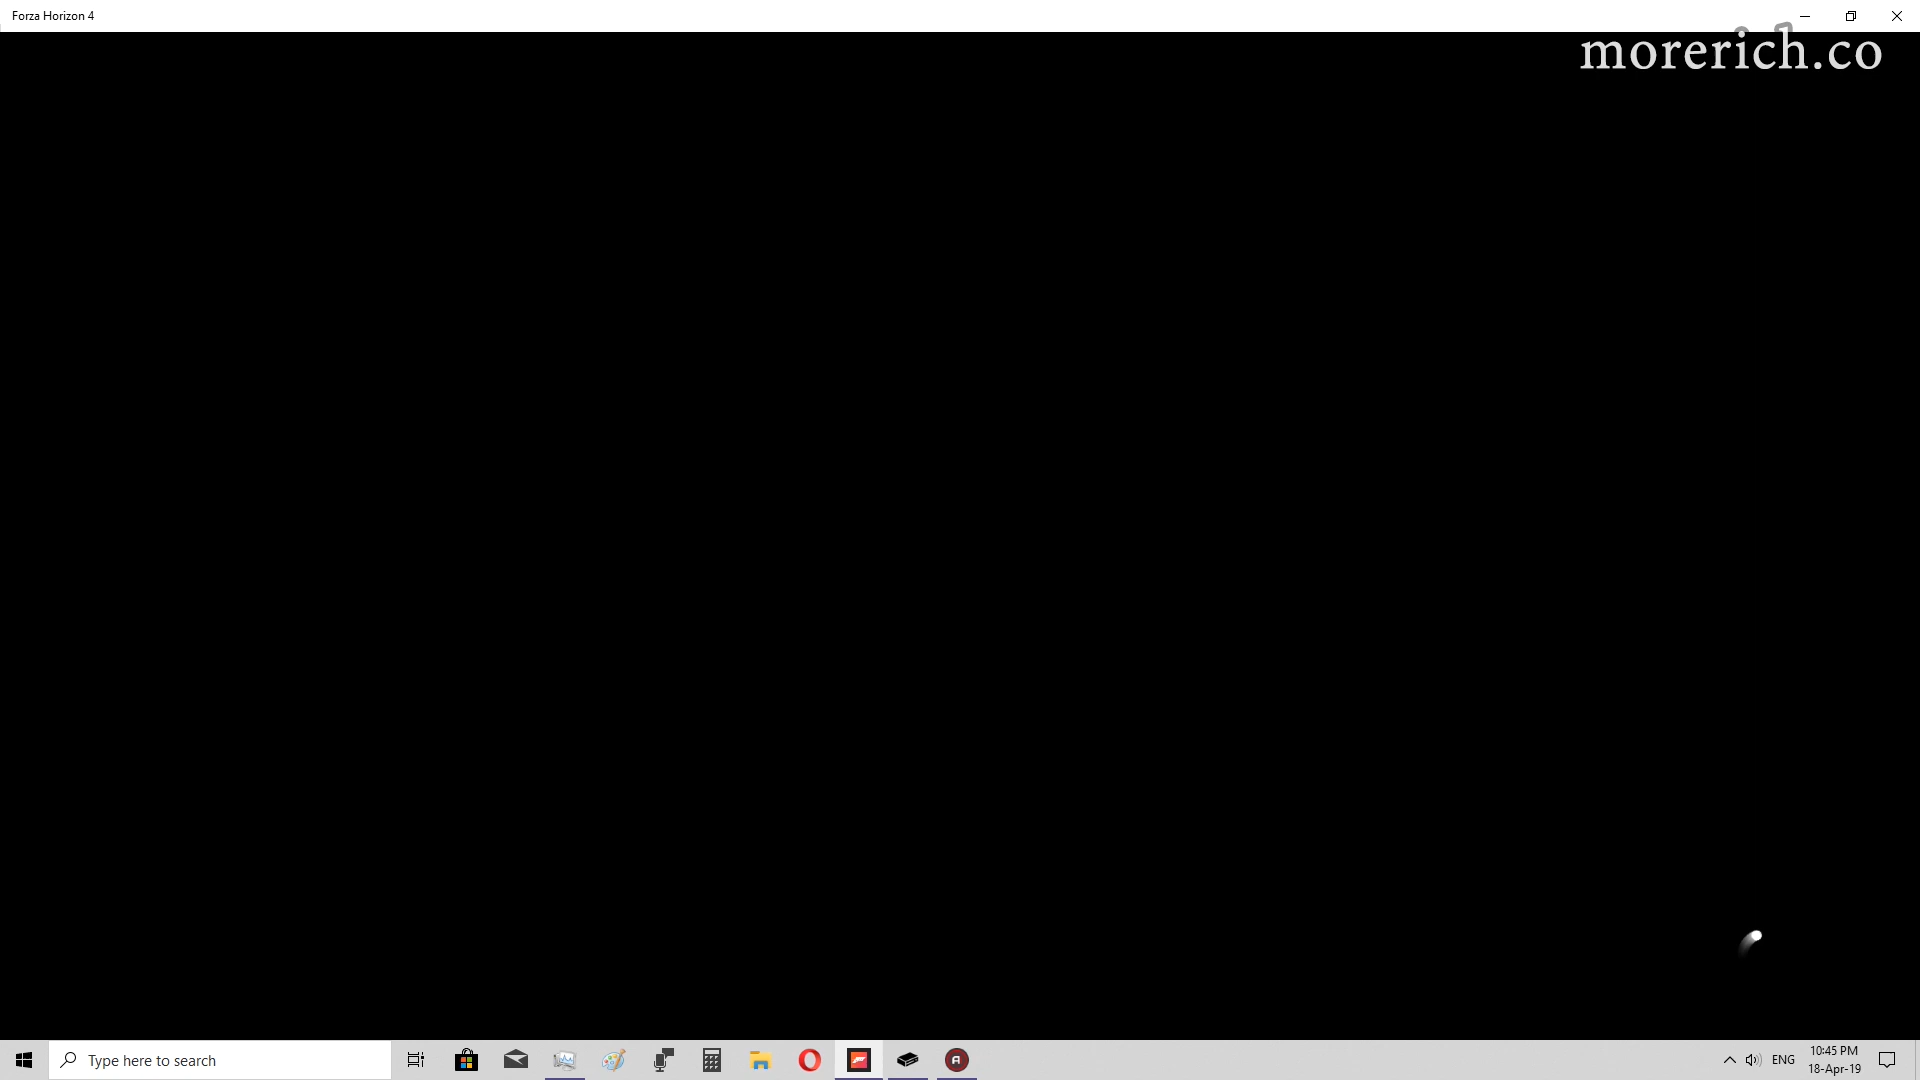 Forza Horizon 4
morerich.co
Type here to search
ENG
10:45 PM
18-Apr-19